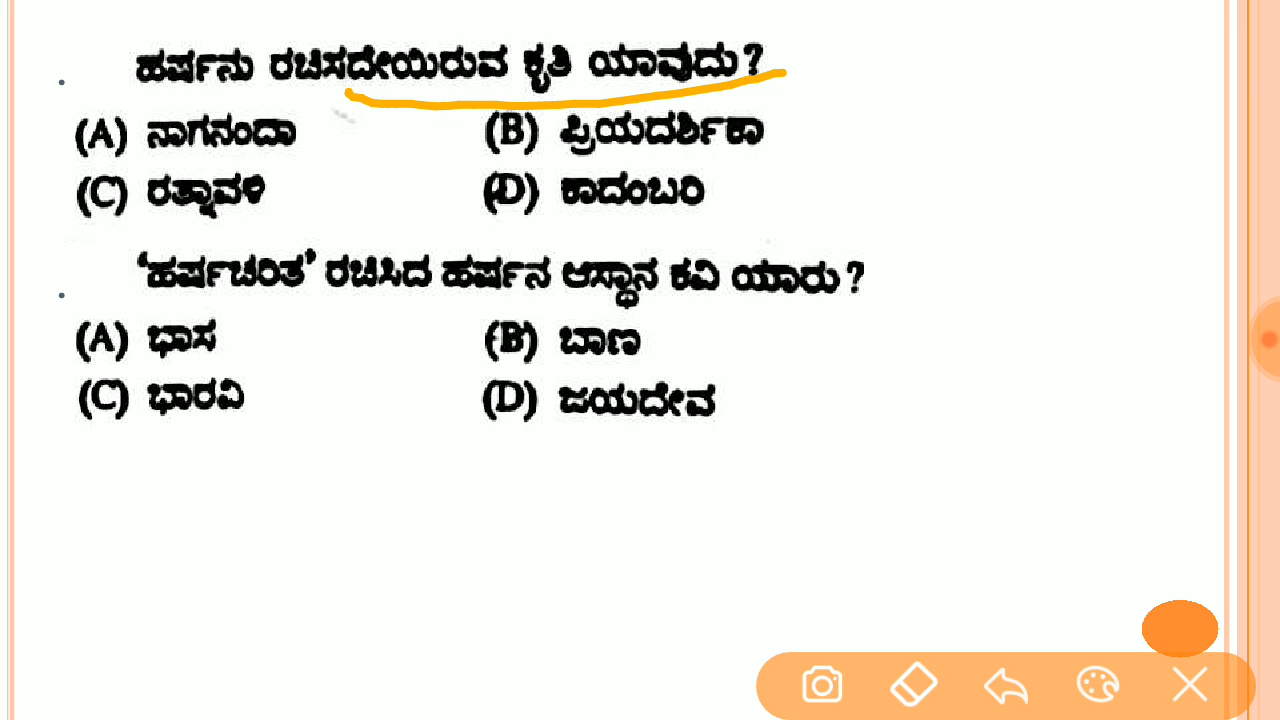 ಹರ್ಷನು ರಚಿಸದೇಯಿರುವ ಕೃತಿ ಯಾವುದು?
(A) ನಾಗನಂದಾ (B) ಪ್ರಿಯದರ್ಶಿಕಾ
(C) ರತ್ನಾವಳಿ (D) ಕಾದಂಬರಿ
'ಹರ್ಷಚರಿತ' ರಚಿಸಿದ ಹರ್ಷನ ಆಸ್ಥಾನ ಕವಿ ಯಾರು?
(A) ಭಾಸ (B) ಬಾಣ
(C) ಭಾರವಿ (D) ಜಯದೇವ